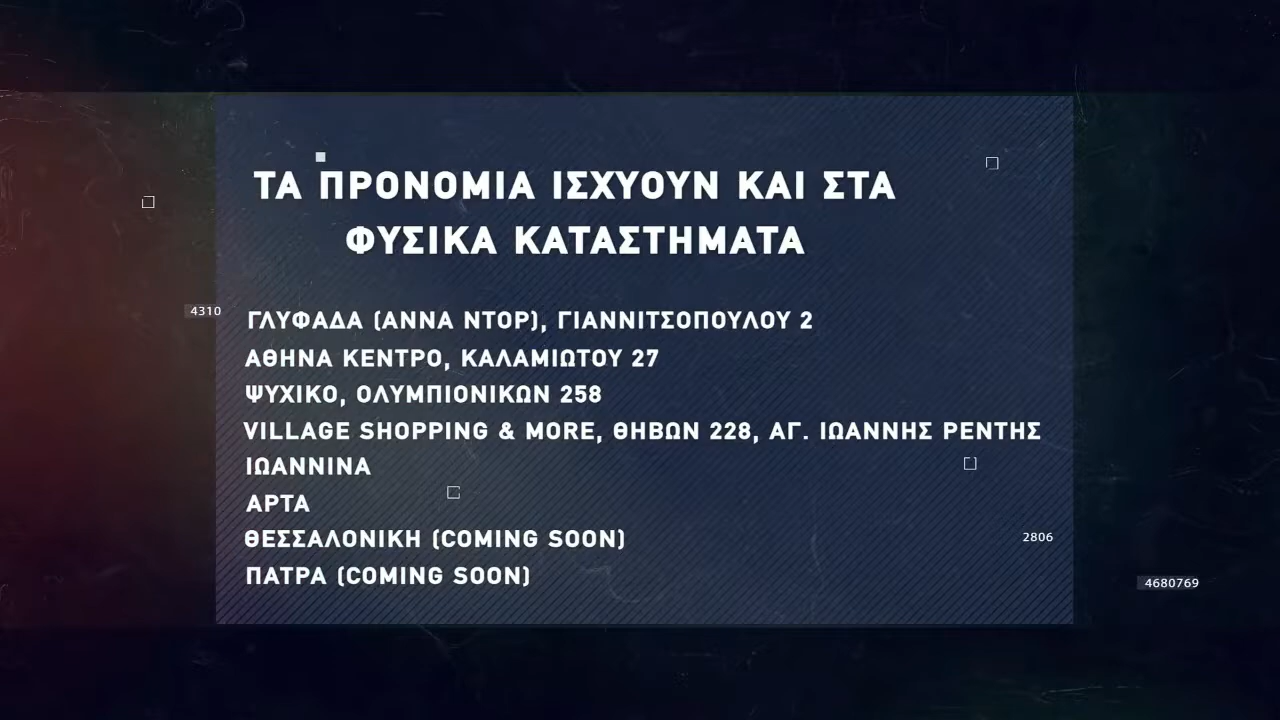 ΤΑ ΠΡΟΝΟΜΙΑ ΙΣΧΥΟΥΝ ΚΑΙ ΣΤΑ
ΦΥΣΙΚΑ ΚΑΤΑΣΤΗΜΑΤΑ
4310
ΓΛΥΦΑΔΑ (ΑΝΝΑ ΝΤΟΡ), ΓΙΑΝΝΙΤΣΟΠΟΥΛΟΥ 2
ΑΘΗΝΑ ΚΕΝΤΡΟ, ΚΑΛΑΜΙΩΤΟΥ 27
ΨΥΧΙΚΟ, ΟΛΥΜΠΙΟΝΙΚΩΝ 258
VILLAGE SHOPPING & MORE, ΘΗΒΩΝ 228, ΑΓ. ΙΩΑΝΝΗΣ ΡΕΝΤΗΣ
ΙΩΑΝΝΙΝΑ
ΑΡΤΑ
ΘΕΣΣΑΛΟΝΙΚΗ (COMING SOON)
2806
ΠΑΤΡΑ (COMING SOON)
4680769